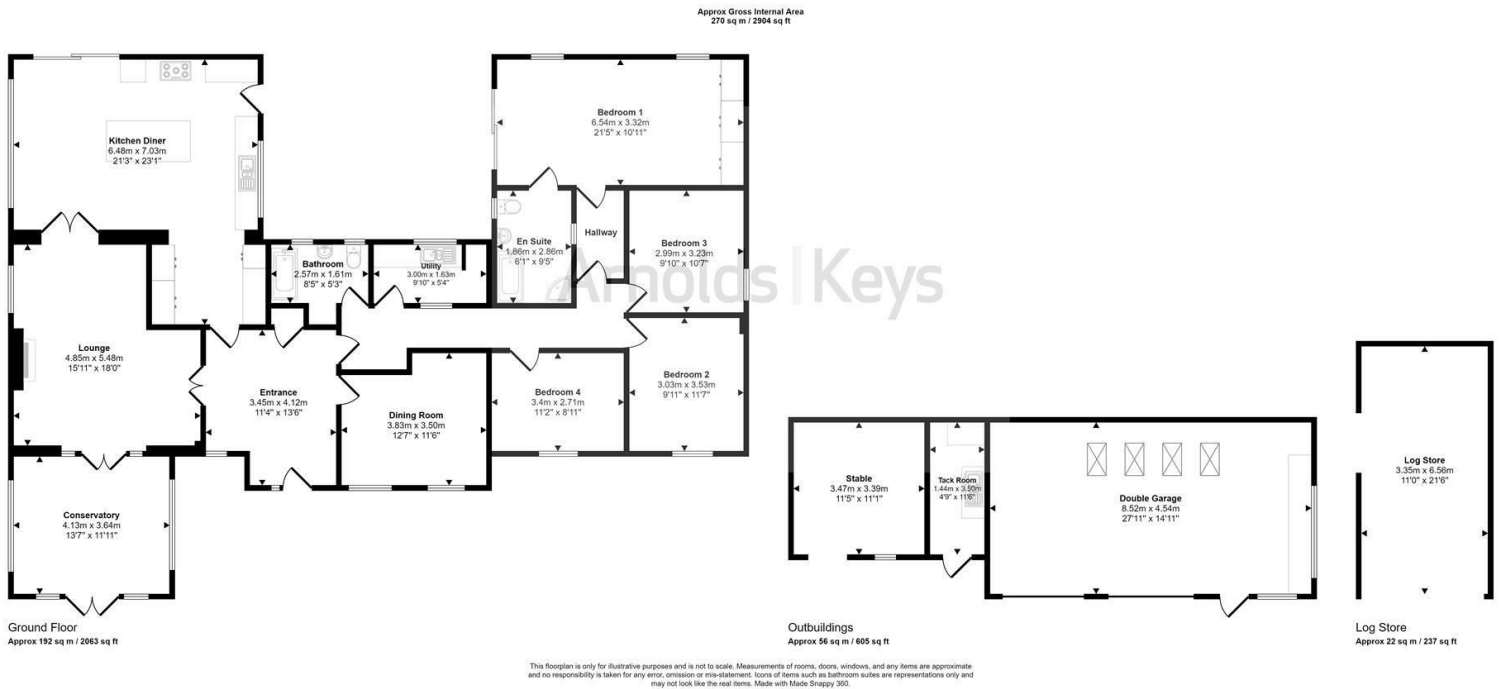 Approx Gross Internal Area
270 sq m / 2904 sq ft
Kitchen Diner
6.48m x 7.03m
21'3" x 23'1"
Bedroom 1
6.54m x 3.32m
21'5" x 10'11"
Bathroom
2.57m x 1.61m
8'5" x 5'3"
Utility
3.00m x 1.63m
9'10" x 5'4"
En Suite
1.86m x 2.86m
6'1" x 9'5"
Hallway
Bedroom 3
2.99m x 3.23m
9'10" x 10'7"
Arnolds | Keys
Lounge
4.85m x 5.48m
15'11" x 18'0"
Entrance
3.45m x 4.12m
11'4" x 13'6"
Dining Room
3.83m x 3.50m
12'7" x 11'6"
Bedroom 4
3.4m x 2.71m
11'2" x 8'11"
Bedroom 2
3.03m x 3.53m
9'11" x 11'7"
Conservatory
4.13m x 3.64m
13'7" x 11'11"
Stable
3.47m x 3.39m
11'5" x 11'1"
Tack Room
1.44m x 3.50m
4'9" x 11'6"
Double Garage
8.52m x 4.54m
27'11" x 14'11"
Log Store
3.35m x 6.56m
11'0" x 21'6"
Ground Floor
Approx 192 sq m / 2063 sq ft
Outbuildings
Approx 56 sq m / 605 sq ft
Log Store
Approx 22 sq m / 237 sq ft
This floorplan is only for illustrative purposes and is not to scale. Measurements of rooms, doors, windows, and any items are approximate
and no responsibility is taken for any error, omission or mis-statement. Icons of items such as bathroom suites are representations only and
may not look like the real items. Made with Made Snappy 360.